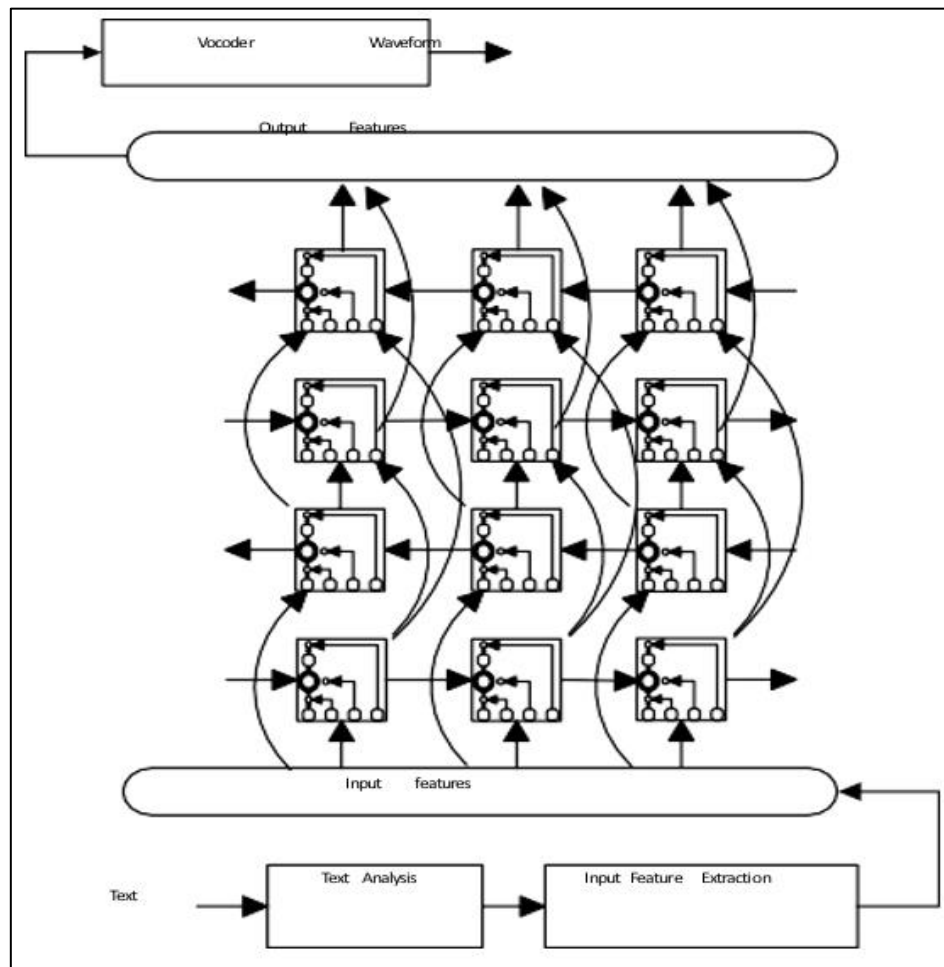 Vocoder Waveform
Output Features
Input features
Text Analysis Input Feature Extraction
Text